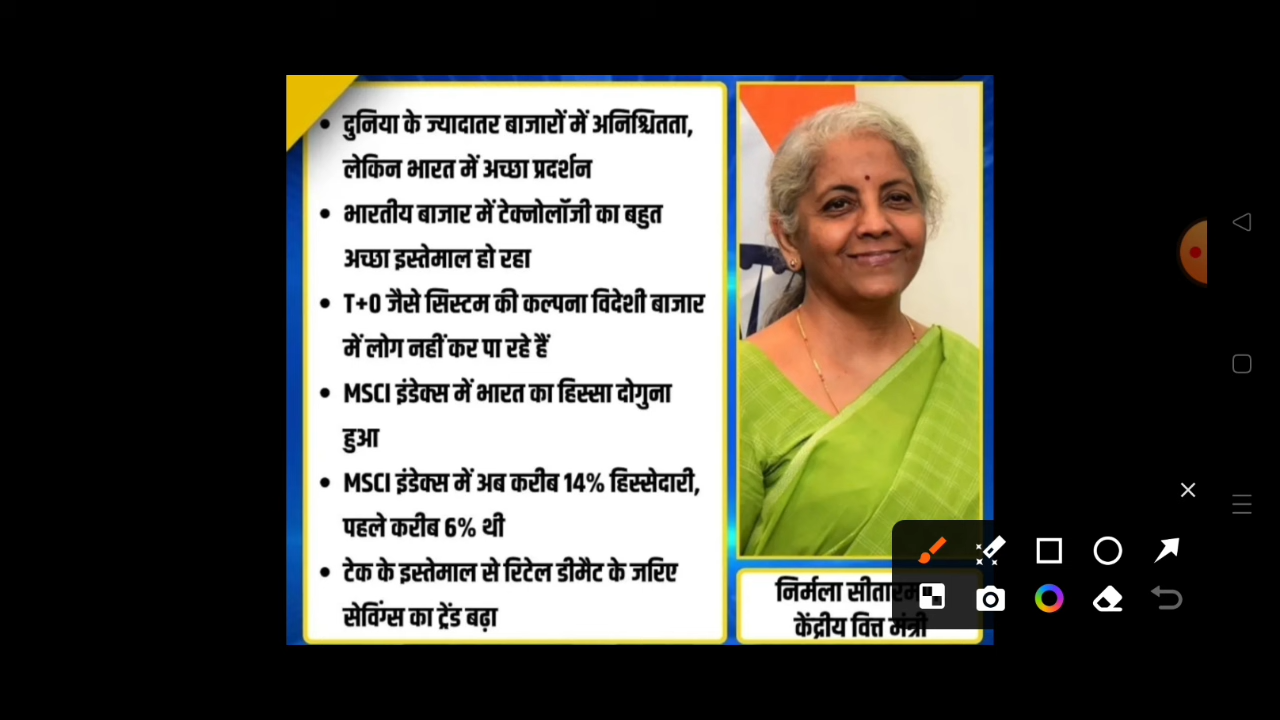 • दुनिया के ज्यादातर बाजारों में अनिश्चितता,
लेकिन भारत में अच्छा प्रदर्शन
• भारतीय बाजार में टेक्नोलॉजी का बहुत
अच्छा इस्तेमाल हो रहा
• T+0 जैसे सिस्टम की कल्पना विदेशी बाजार
में लोग नहीं कर पा रहे हैं
• MSCI इंडेक्स में भारत का हिस्सा दोगुना
हुआ
• MSCI इंडेक्स में अब करीब 14% हिस्सेदारी,
पहले करीब 6% थी
• टेक के इस्तेमाल से रिटेल डीमैट के जरिए
सेविंग्स का ट्रेंड बढ़ा
निर्मला
केंद्रीय वित्त मंत्री